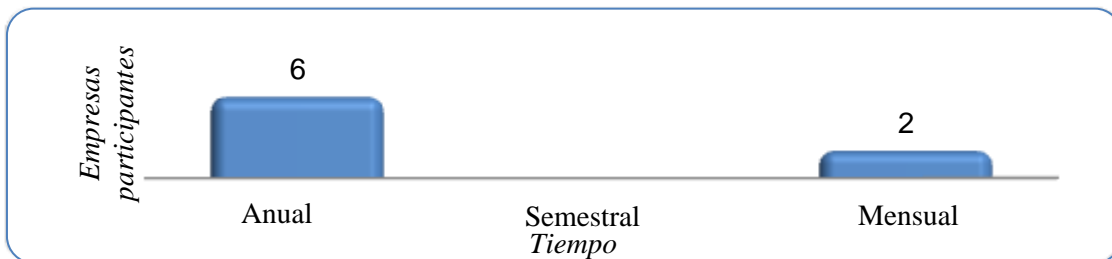 Empresas
participantes
6
2
Anual
Semestral
Mensual
Tiempo